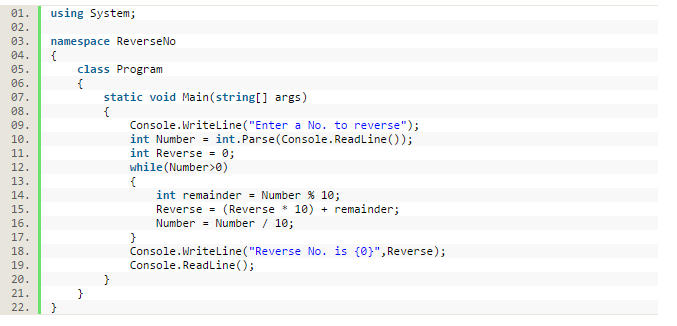 01. using System;
02.
03. namespace ReverseNo
04. {
05. class Program
06. {
07. static void Main(string[] args)
08. {
09. Console.WriteLine("Enter a No. to reverse");
10. int Number = int.Parse(Console.ReadLine());
11. int Reverse = 0;
12. while(Number>0)
13. {
14. int remainder = Number % 10;
15. Reverse = (Reverse * 10) + remainder;
16. Number = Number / 10;
17. }
18. Console.WriteLine("Reverse No. is {0}",Reverse);
19. Console.ReadLine();
20. }
21. }
22. }